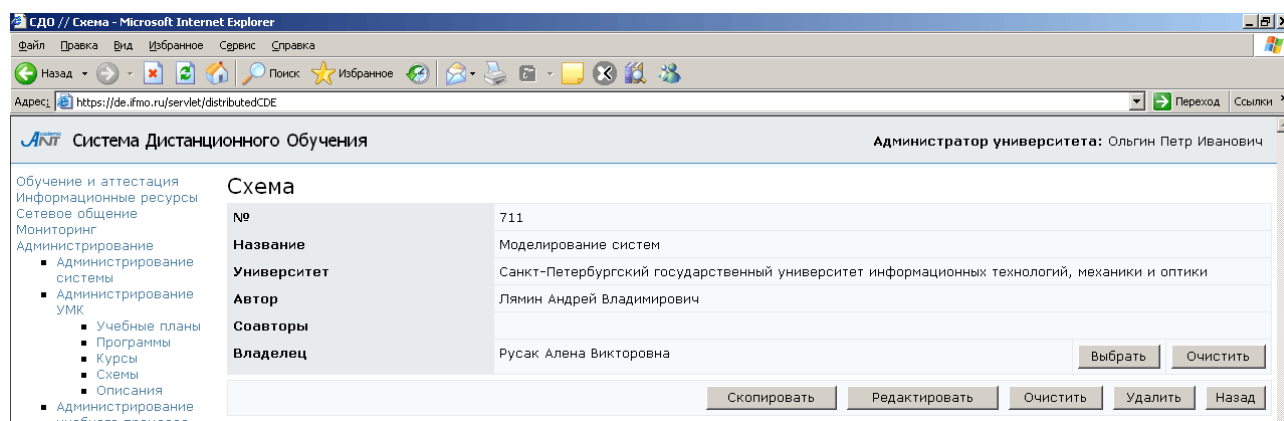 СДО // Схема - Microsoft Internet Explorer
Файл Правка Вид Избранное Сервис Справка
Назад Поиск Избранное
Адрес: https://de.ifmo.ru/servlet/distributedCDE Переход Ссылки
Academic ANT Система Дистанционного Обучения Администратор университета: Ольгин Петр Иванович
Обучение и аттестация
Информационные ресурсы
Сетевое общение
Мониторинг
Администрирование
Администрирование
системы
Администрирование
УМК
Учебные планы
Программы
Курсы
Схемы
Описания
Администрирование
учебного процесса
Схема
№ 711
Название Моделирование систем
Университет Санкт-Петербургский государственный университет информационных технологий, механики и оптики
Автор Лямин Андрей Владимирович
Соавторы
Владелец Русак Алена Викторовна Выбрать Очистить
Скопировать Редактировать Очистить Удалить Назад